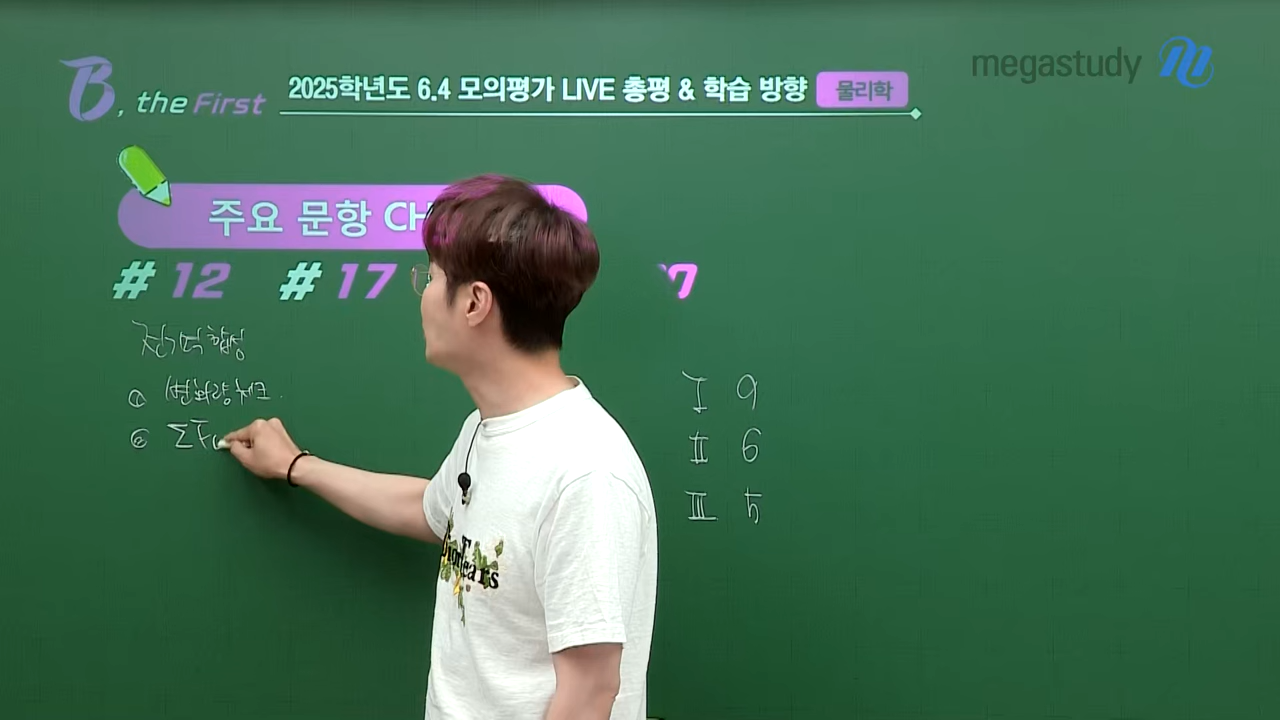 megastudy
B, the First
2025학년도 6.4 모의평가 LIVE 총평 & 학습 방향 물리학
주요 문항 CH
# 12 # 17 7
전기력 합성
① 변화량 체크.
② ΣF
I 9
II 6
III 5